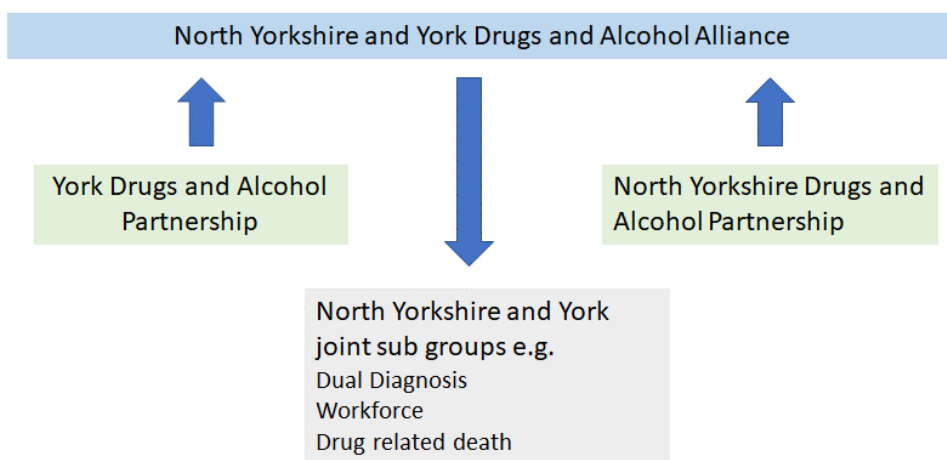 North Yorkshire and York Drugs and Alcohol Alliance
York Drugs and Alcohol
Partnership
North Yorkshire Drugs and
Alcohol Partnership
North Yorkshire and York
joint sub groups e.g.
Dual Diagnosis
Workforce
Drug related death